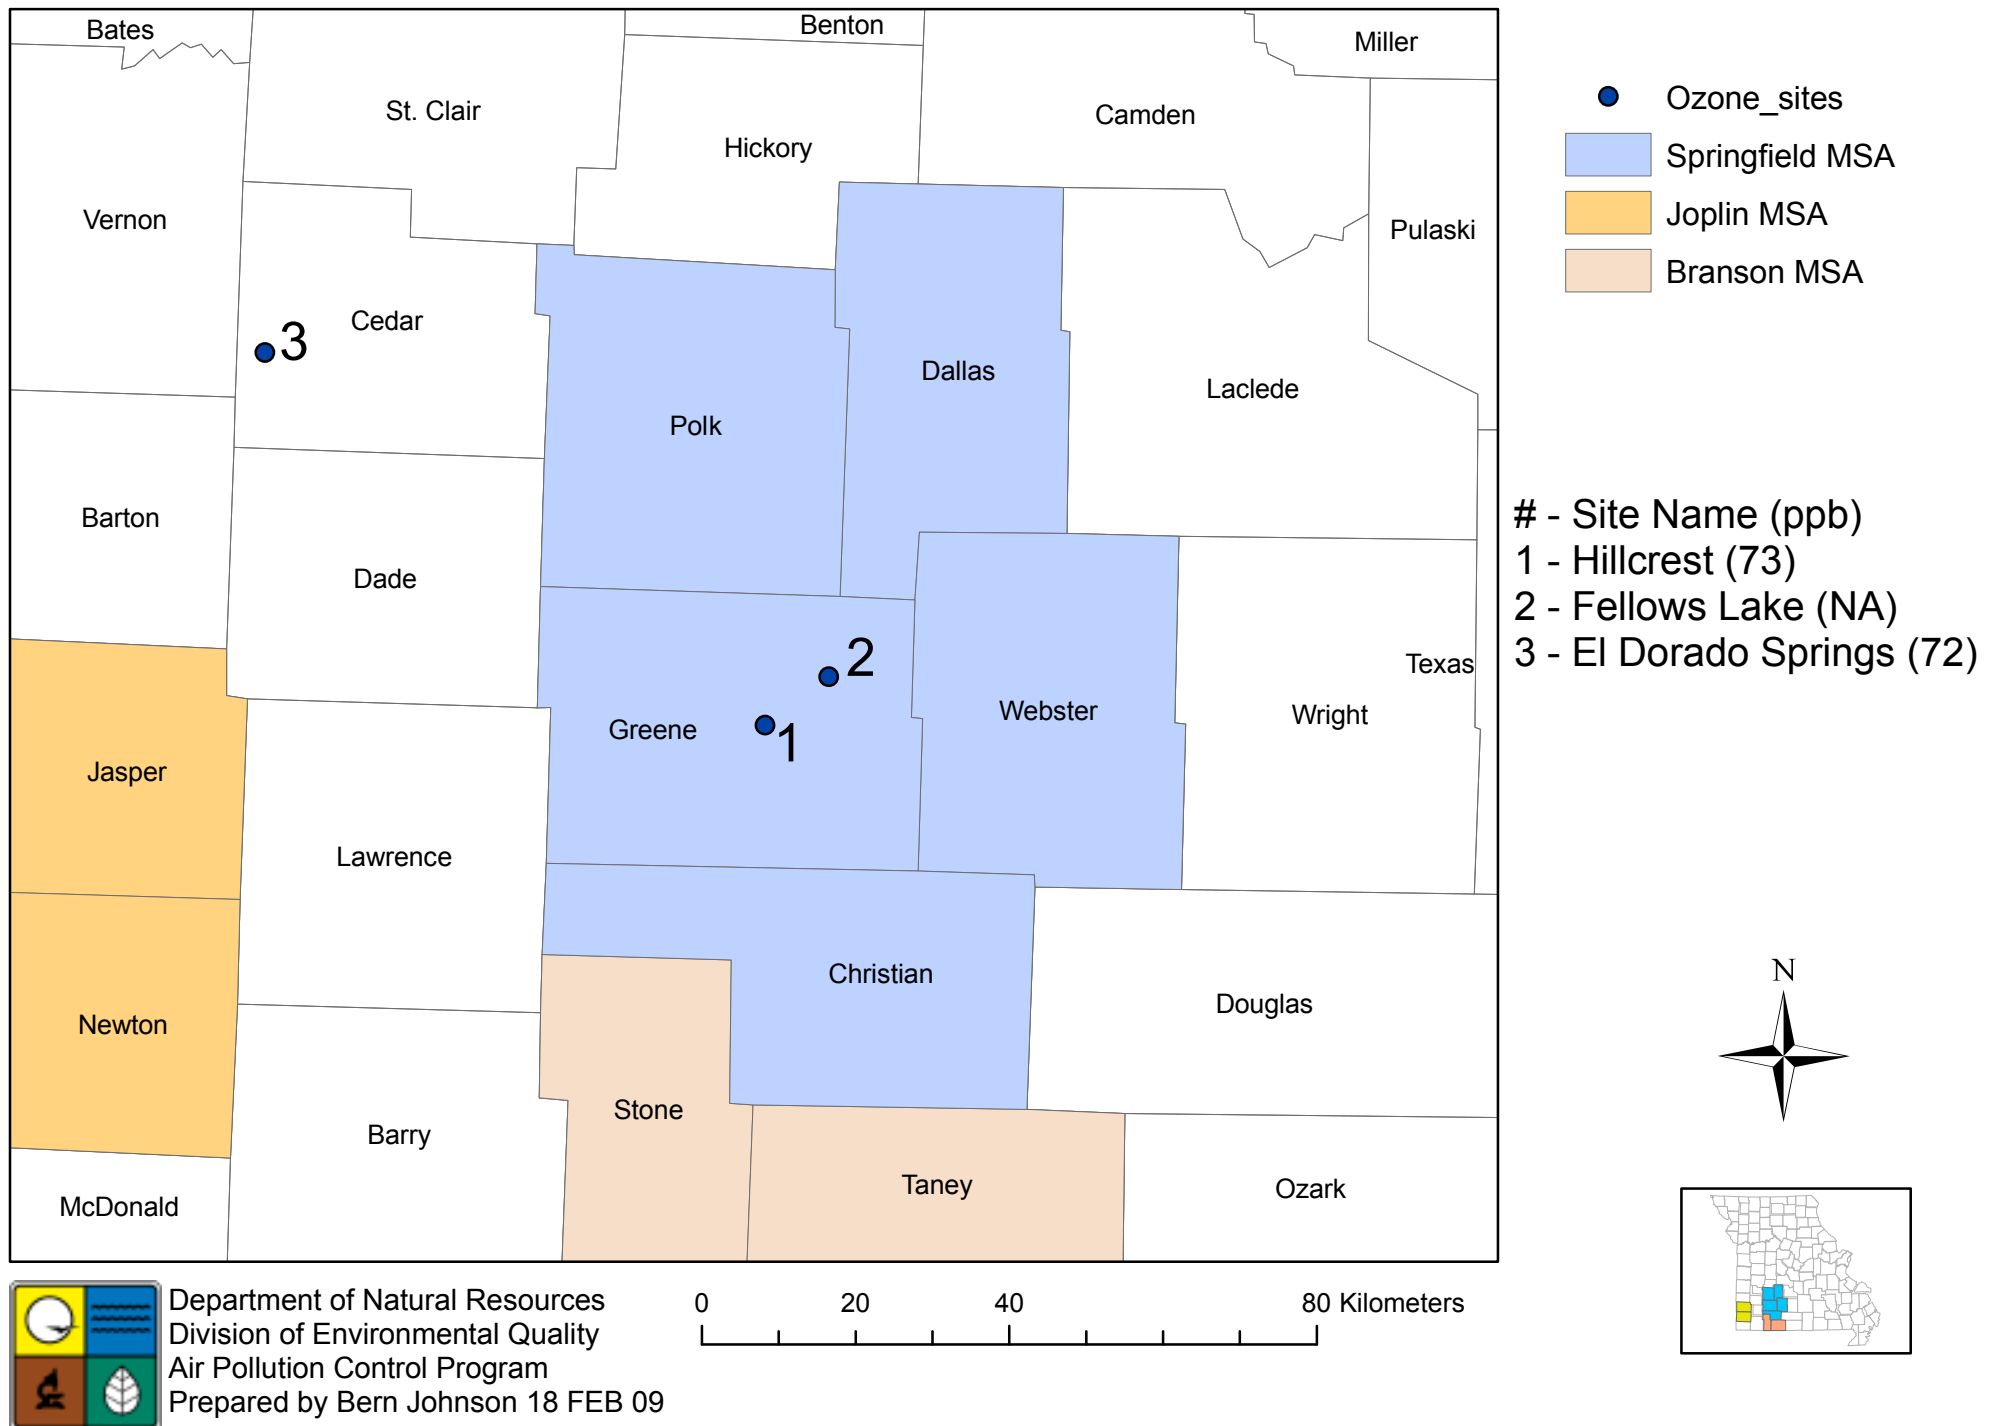 Bates
Benton
Miller
St. Clair
Camden
Hickory
Vernon
Pulaski
Cedar
3
Dallas
Laclede
Polk
Barton
Dade
2
Texas
Greene
1
Webster
Wright
Jasper
Lawrence
Christian
Douglas
Newton
Stone
Barry
Taney
Ozark
McDonald
Ozone_sites
Springfield MSA
Joplin MSA
Branson MSA
# - Site Name (ppb)
1 - Hillcrest (73)
2 - Fellows Lake (NA)
3 - El Dorado Springs (72)
N
Department of Natural Resources
Division of Environmental Quality
Air Pollution Control Program
Prepared by Bern Johnson 18 FEB 09
0 20 40 80 Kilometers